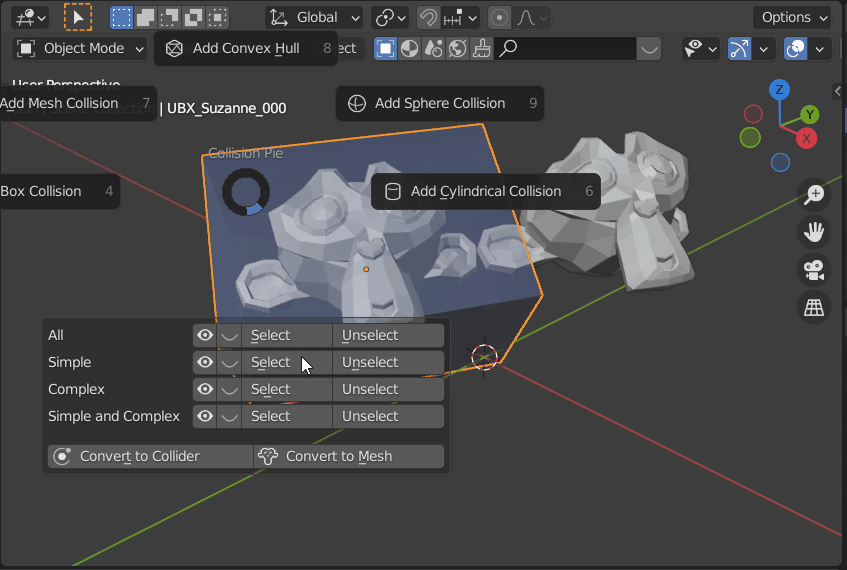 Global
Options
Object Mode
Add Convex Hull 8
ect
User Perspective
Add Mesh Collision 7
| UBX_Suzanne_000
Add Sphere Collision 9
Z
Y
X
Collision Pie
Box Collision 4
Add Cylindrical Collision 6
All Select Unselect
Simple Select Unselect
Complex Select Unselect
Simple and Complex Select Unselect
Convert to Collider Convert to Mesh